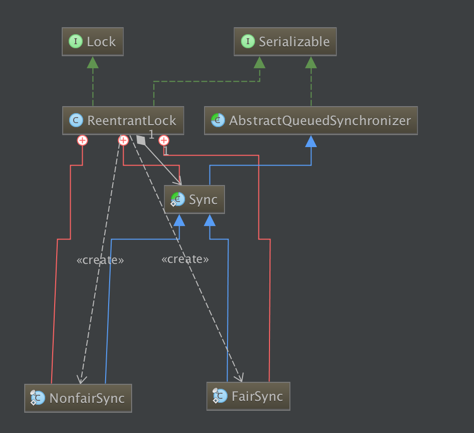 I Lock
I Serializable
C ReentrantLock
C AbstractQueuedSynchronizer
1
1
C Sync
«create»
«create»
C NonfairSync
C FairSync